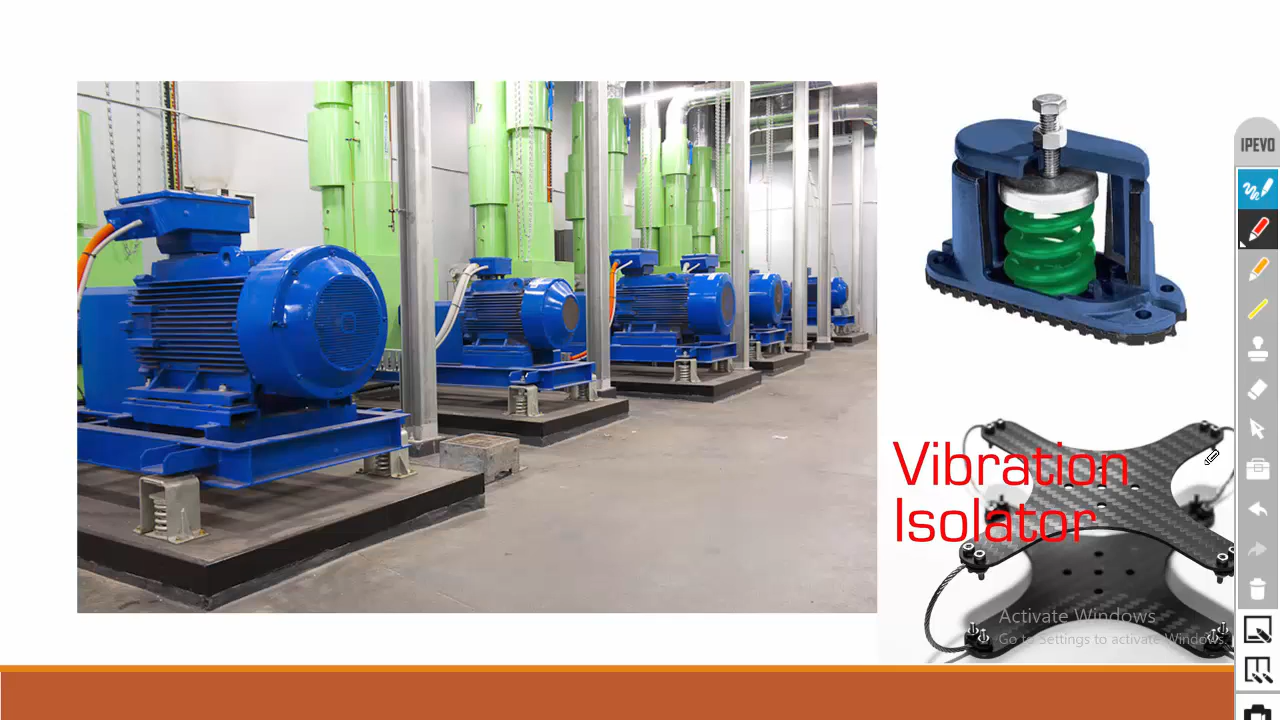 IPEVO
Vibration
Isolator
Activate Windows
Go to Settings to activate Windows.